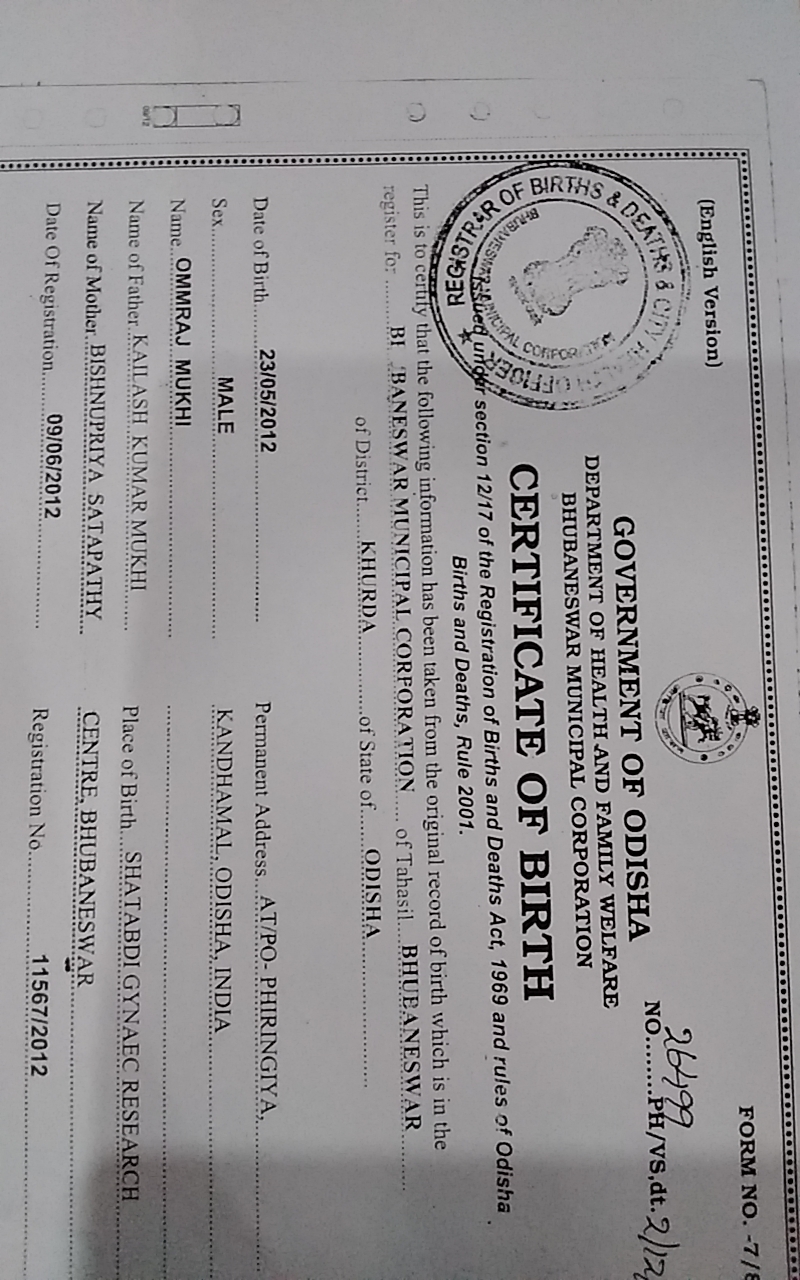 FORM NO. -7/8
(English Version)
NO. 26499 PH/VS,dt. 2/12
GOVERNMENT OF ODISHA
DEPARTMENT OF HEALTH AND FAMILY WELFARE
BHUBANESWAR MUNICIPAL CORPORATION
REGISTRAR OF BIRTHS & DEATHS & CITY OFFICER
CERTIFICATE OF BIRTH
Issued under section 12/17 of the Registration of Births and Deaths Act, 1969 and rules of Odisha
Births and Deaths, Rule 2001.
This is to certify that the following information has been taken from the original record of birth which is in the
register for BHUBANESWAR MUNICIPAL CORPORATION of Tahasil BHUBANESWAR
of District KHURDA of State of ODISHA
Date of Birth 23/05/2012 Permanent Address AT/PO- PHIRINGIYA,
Sex MALE KANDHAMAL, ODISHA, INDIA
Name OMMRAJ MUKHI
Name of Father KAILASH KUMAR MUKHI Place of Birth SHATABDI GYNAEC RESEARCH
Name of Mother BISHNUPRIYA SATAPATHY CENTRE, BHUBANESWAR
Date Of Registration 09/06/2012 Registration No. 11567/2012